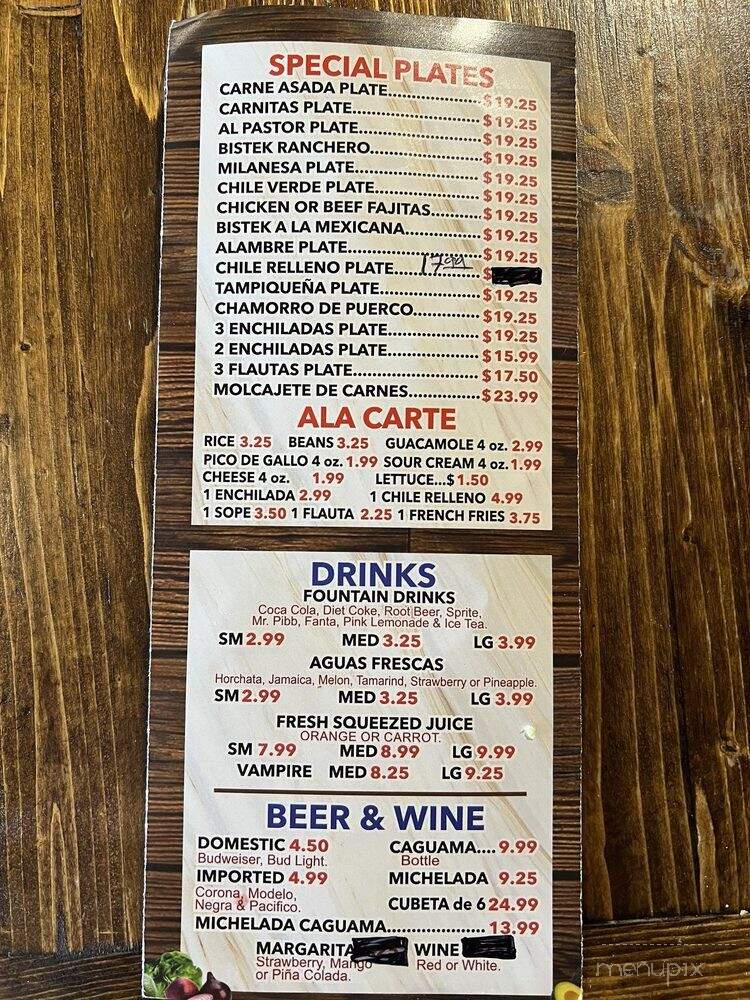 SPECIAL PLATES
CARNE ASADA PLATE....................$19.25
CARNITAS PLATE....................$19.25
AL PASTOR PLATE....................$19.25
BISTEK RANCHERO....................$19.25
MILANESA PLATE....................$19.25
CHILE VERDE PLATE....................$19.25
CHICKEN OR BEEF FAJITAS..........$19.25
BISTEK A LA MEXICANA...............$19.25
ALAMBRE PLATE....................$19.25
CHILE RELLENO PLATE.... 17.99 ....$
TAMPIQUEÑA PLATE....................$19.25
CHAMORRO DE PUERCO.............$19.25
3 ENCHILADAS PLATE..................$19.25
2 ENCHILADAS PLATE..................$15.99
3 FLAUTAS PLATE....................$17.50
MOLCAJETE DE CARNES..............$23.99
ALA CARTE
RICE 3.25 BEANS 3.25 GUACAMOLE 4 oz. 2.99
PICO DE GALLO 4 oz. 1.99 SOUR CREAM 4 oz. 1.99
CHEESE 4 oz. 1.99 LETTUCE...$1.50
1 ENCHILADA 2.99 1 CHILE RELLENO 4.99
1 SOPE 3.50 1 FLAUTA 2.25 1 FRENCH FRIES 3.75
DRINKS
FOUNTAIN DRINKS
Coca Cola, Diet Coke, Root Beer, Sprite,
Mr. Pibb, Fanta, Pink Lemonade & Ice Tea.
SM 2.99 MED 3.25 LG 3.99
AGUAS FRESCAS
Horchata, Jamaica, Melon, Tamarind, Strawberry or Pineapple.
SM 2.99 MED 3.25 LG 3.99
FRESH SQUEEZED JUICE
ORANGE OR CARROT.
SM 7.99 MED 8.99 LG 9.99
VAMPIRE MED 8.25 LG 9.25
BEER & WINE
DOMESTIC 4.50 CAGUAMA.... 9.99
Budweiser, Bud Light. Bottle
IMPORTED 4.99 MICHELADA 9.25
Corona, Modelo,
Negra & Pacifico. CUBETA de 6 24.99
MICHELADA CAGUAMA.................... 13.99
MARGARITA WINE
Strawberry, Mango Red or White.
or Piña Colada.
menupix